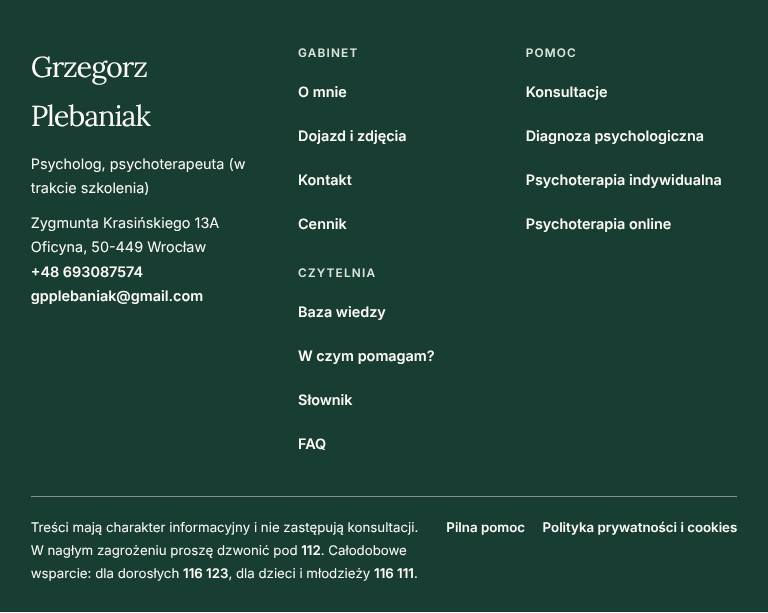 Grzegorz
Plebaniak
Psycholog, psychoterapeuta (w
trakcie szkolenia)
Zygmunta Krasińskiego 13A
Oficyna, 50-449 Wrocław
+48 693087574
gpplebaniak@gmail.com
GABINET
O mnie
Dojazd i zdjęcia
Kontakt
Cennik
CZYTELNIA
Baza wiedzy
W czym pomagam?
Słownik
FAQ
POMOC
Konsultacje
Diagnoza psychologiczna
Psychoterapia indywidualna
Psychoterapia online
Treści mają charakter informacyjny i nie zastępują konsultacji.
W nagłym zagrożeniu proszę dzwonić pod 112. Całodobowe
wsparcie: dla dorosłych 116 123, dla dzieci i młodzieży 116 111.
Pilna pomoc
Polityka prywatności i cookies